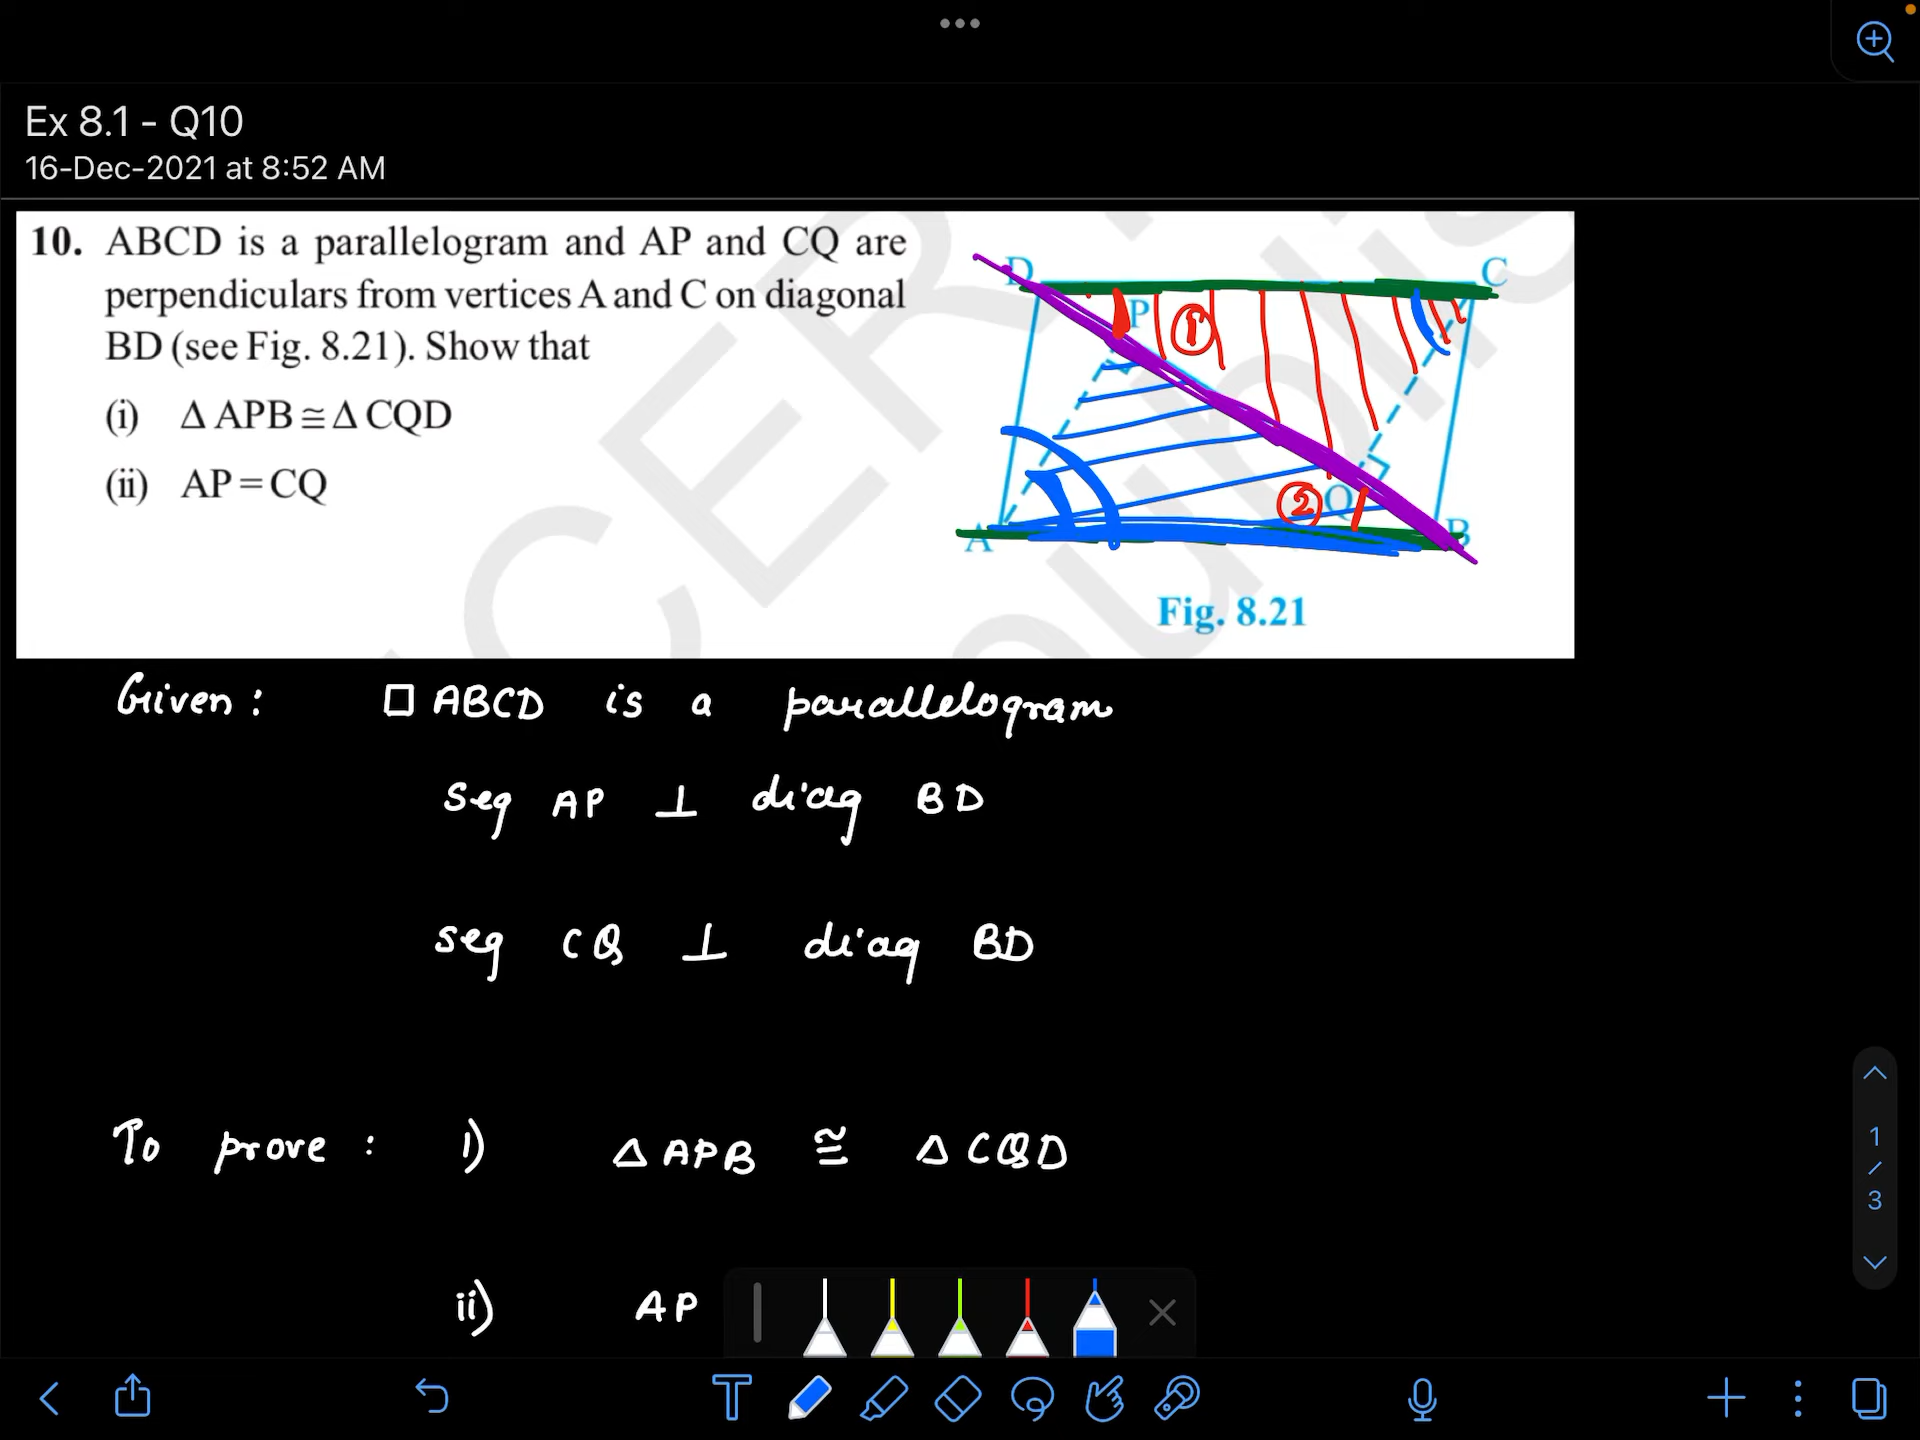 Ex 8.1 - Q10
16-Dec-2021 at 8:52 AM
10. ABCD is a parallelogram and AP and CQ are
perpendiculars from vertices A and C on diagonal
BD (see Fig. 8.21). Show that
(i) Δ APB ≅ Δ CQD
(ii) AP = CQ
D C
P 1
2 Q
A B
Fig. 8.21
Given : □ ABCD is a parallelogram
seg AP ⊥ diag BD
seg CQ ⊥ diag BD
To prove : i) Δ APB ≅ Δ CQD
ii) AP
1
/
3
T